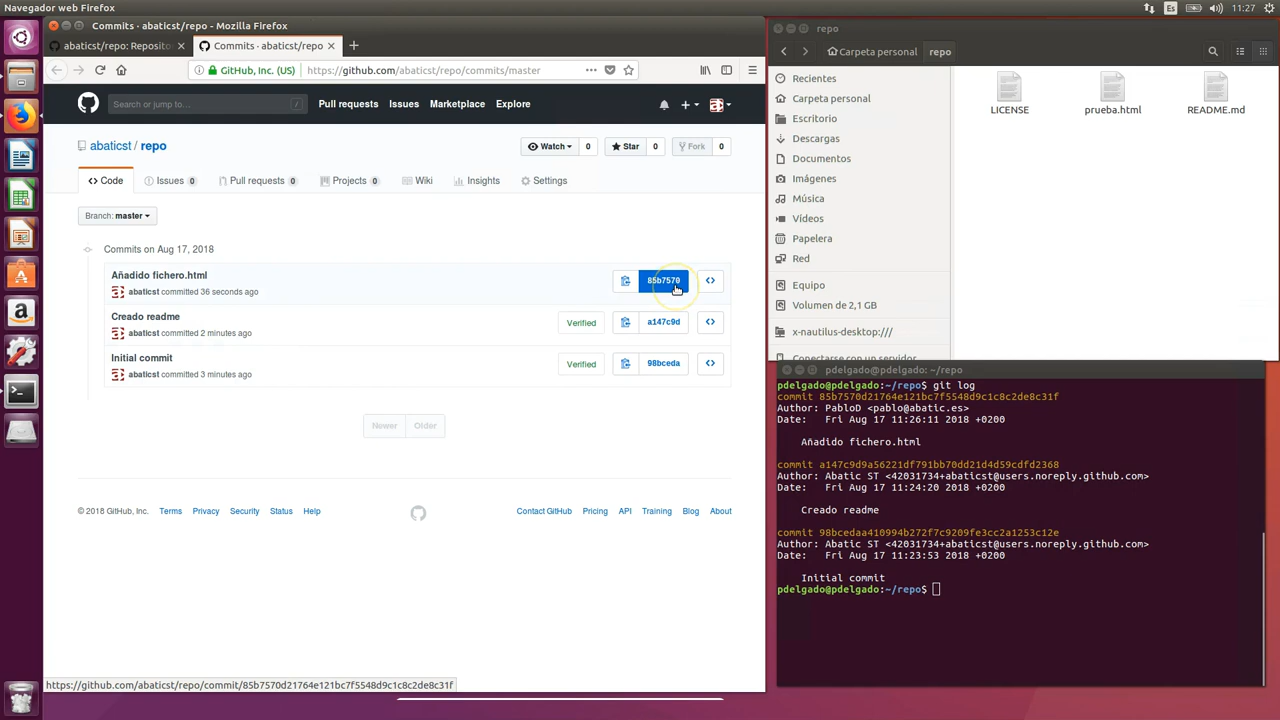 Navegador web Firefox
Es
11:27
Commits · abaticst/repo - Mozilla Firefox
abaticst/repo: Reposito
Commits · abaticst/repo
GitHub, Inc. (US)
https://github.com/abaticst/repo/commits/master
Search or jump to...
/
Pull requests
Issues
Marketplace
Explore
abaticst / repo
Watch
0
Star
0
Fork
0
Code
Issues 0
Pull requests 0
Projects 0
Wiki
Insights
Settings
Branch: master
Commits on Aug 17, 2018
Añadido fichero.html
abaticst committed 36 seconds ago
85b7570
Creado readme
abaticst committed 2 minutes ago
Verified
a147c9d
Initial commit
abaticst committed 3 minutes ago
Verified
98bceda
Newer
Older
© 2018 GitHub, Inc.
Terms
Privacy
Security
Status
Help
Contact GitHub
Pricing
API
Training
Blog
About
https://github.com/abaticst/repo/commit/85b7570d21764e121bc7f5548d9c1c8c2de8c31f
repo
Carpeta personal
repo
Recientes
Carpeta personal
Escritorio
Descargas
Documentos
Imágenes
Música
Vídeos
Papelera
Red
Equipo
Volumen de 2,1 GB
x-nautilus-desktop:///
Conectarse con un servidor
LICENSE
prueba.html
README.md
pdelgado@pdelgado: ~/repo
pdelgado@pdelgado:~/repo$ git log
commit 85b7570d21764e121bc7f5548d9c1c8c2de8c31f
Author: PabloD <pablo@abatic.es>
Date: Fri Aug 17 11:26:11 2018 +0200
Añadido fichero.html
commit a147c9d9a56221df791bb70dd21d4d59cdfd2368
Author: Abatic ST <42031734+abaticst@users.noreply.github.com>
Date: Fri Aug 17 11:24:20 2018 +0200
Creado readme
commit 98bcedaa410994b272f7c9209fe3cc2a1253c12e
Author: Abatic ST <42031734+abaticst@users.noreply.github.com>
Date: Fri Aug 17 11:23:53 2018 +0200
Initial commit
pdelgado@pdelgado:~/repo$